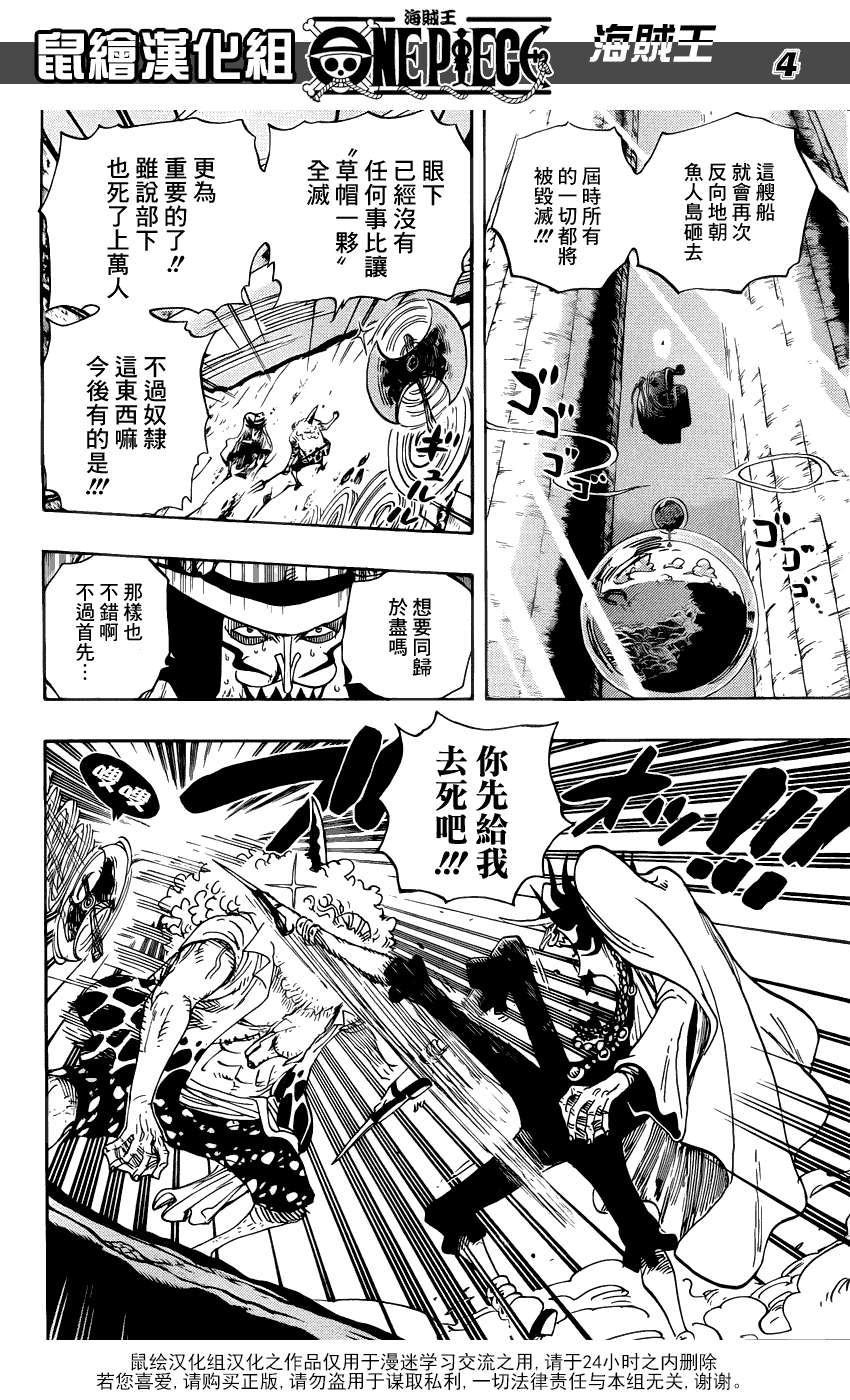 鼠繪漢化組
海賊王
ONE PIECE
海賊王
4
這艘船
就會再次
反向地朝
魚人島砸去
屆時所有
的一切都將
被毀滅!!!
ゴゴゴゴ
ゴゴゴゴ
眼下
已經沒有
任何事比讓
“草帽一夥”
全滅
更為
重要的了!!
雖說部下
也死了上萬人
不過奴隸
這東西嘛
今後有的是!!!
ギュルルル
想要同歸
於盡嗎
那樣也
不錯啊
不過首先…
你先給我
去死吧!!!
嗖嗖
鼠绘汉化组汉化之作品仅用于漫迷学习交流之用, 请于24小时之内删除
若您喜爱, 请购买正版, 请勿盗用于谋取私利, 一切法律责任与本组无关, 谢谢.